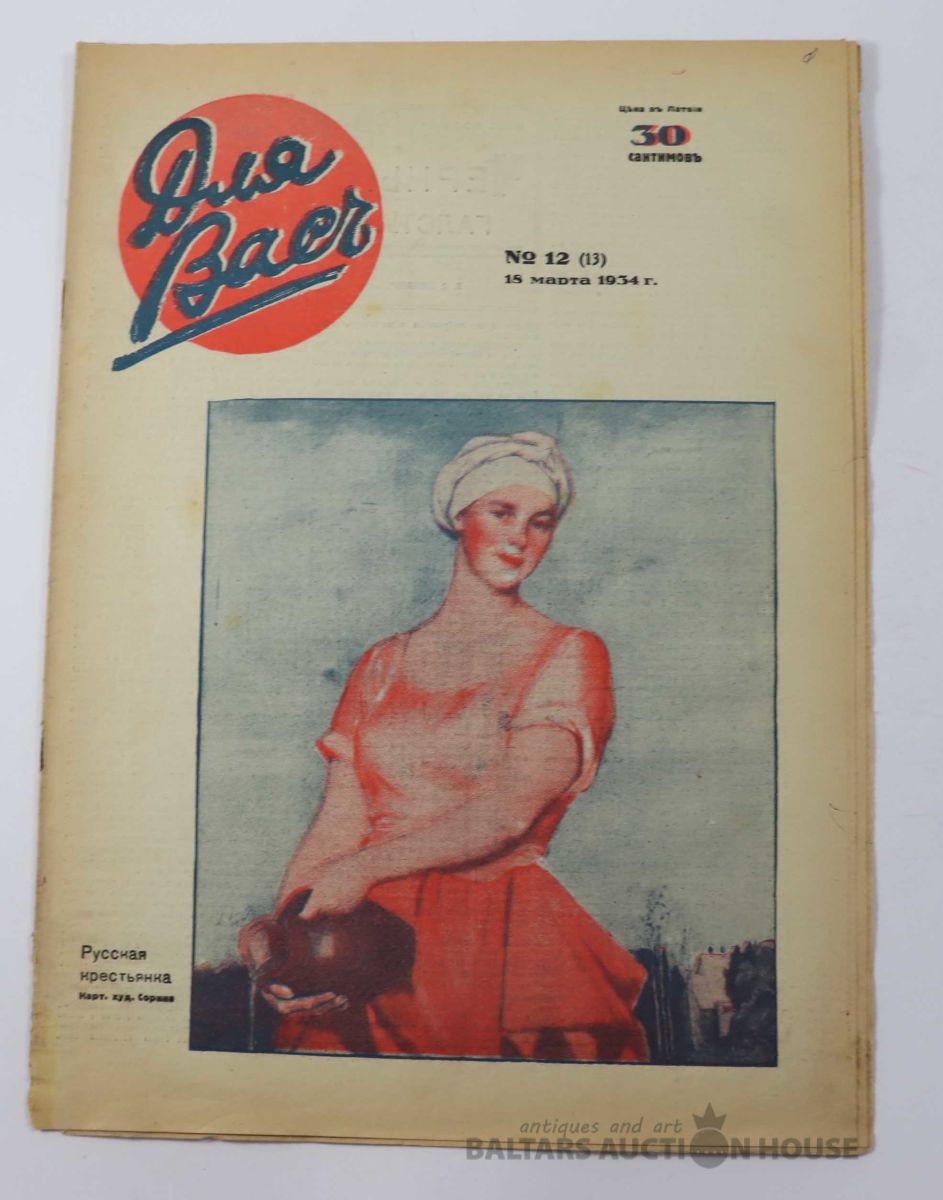 Для
Васъ
Цѣна въ Латвіи
30
сантимовъ
№ 12 (13)
18 марта 1934 г.
Русская
крестьянка
Карт. худ. Сорина
antiques and art
BALTARS AUCTION HOUSE